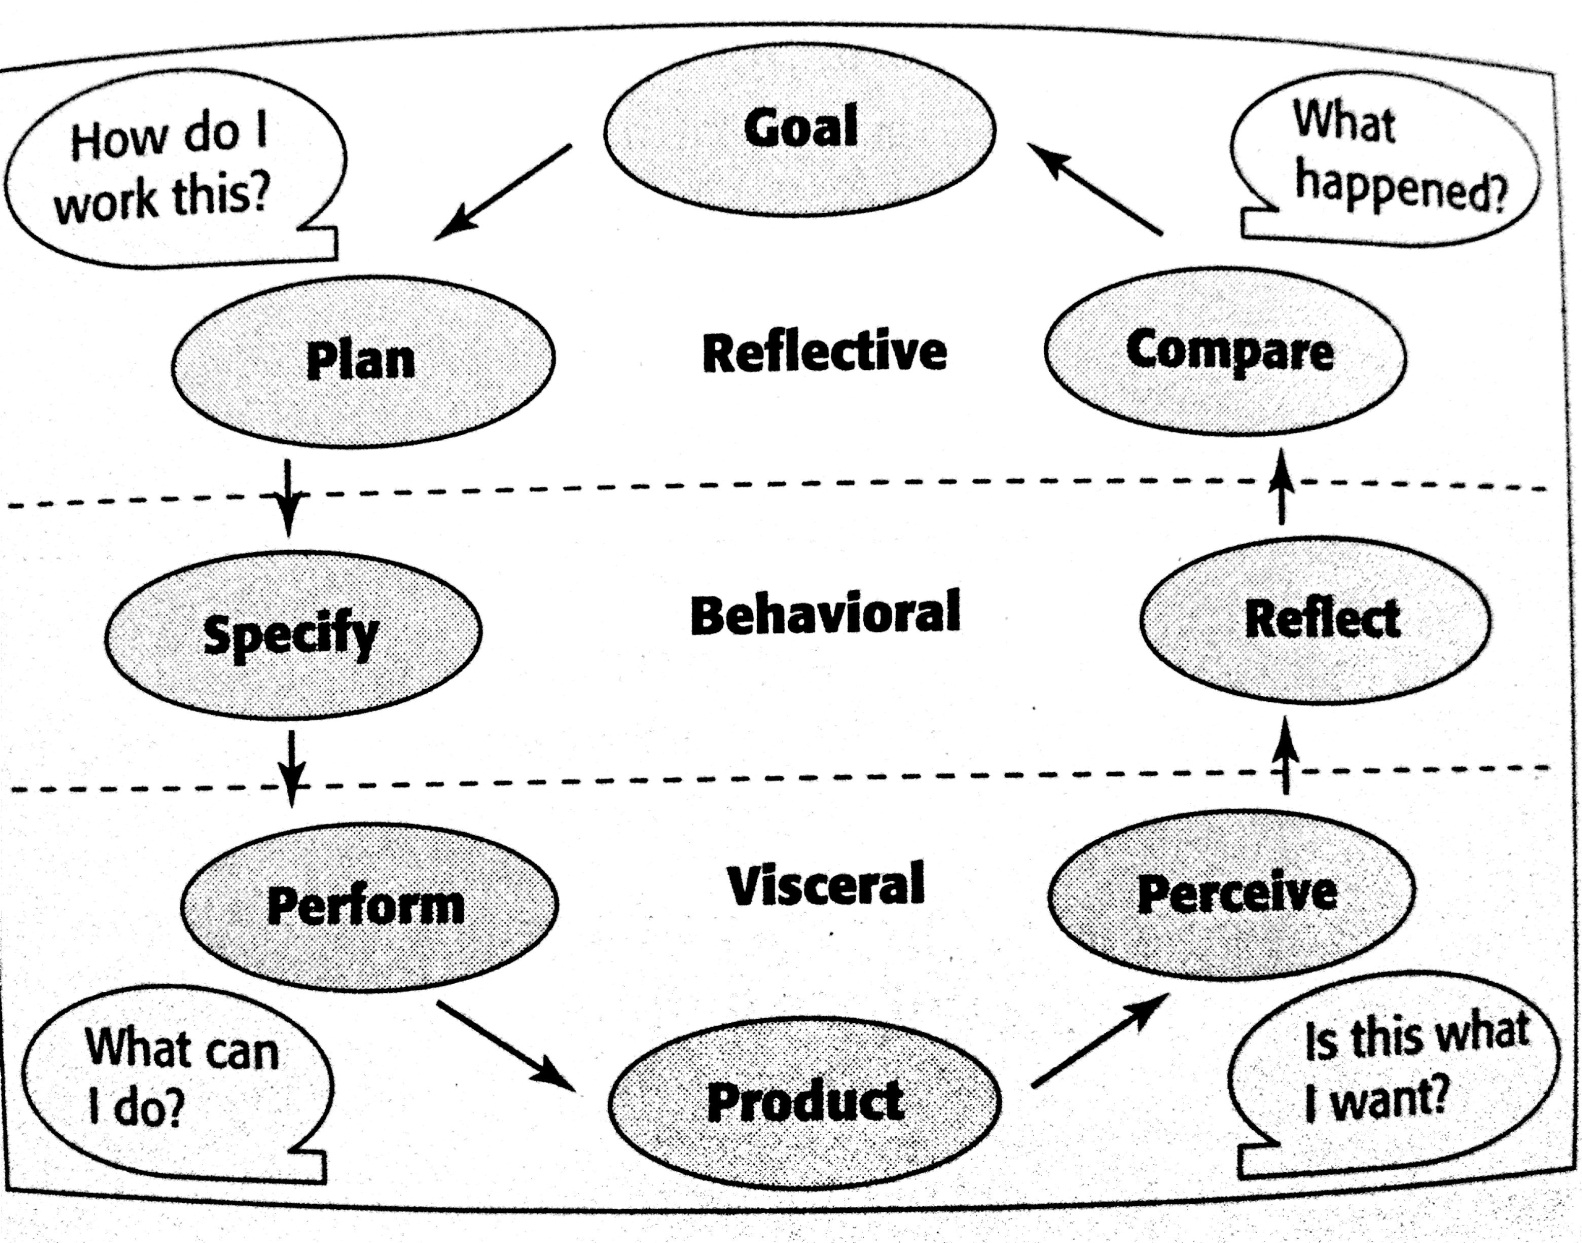 Goal
How do I
work this?
What
happened?
Plan
Reflective
Compare
Specify
Behavioral
Reflect
Perform
Visceral
Perceive
What can
I do?
Product
Is this what
I want?